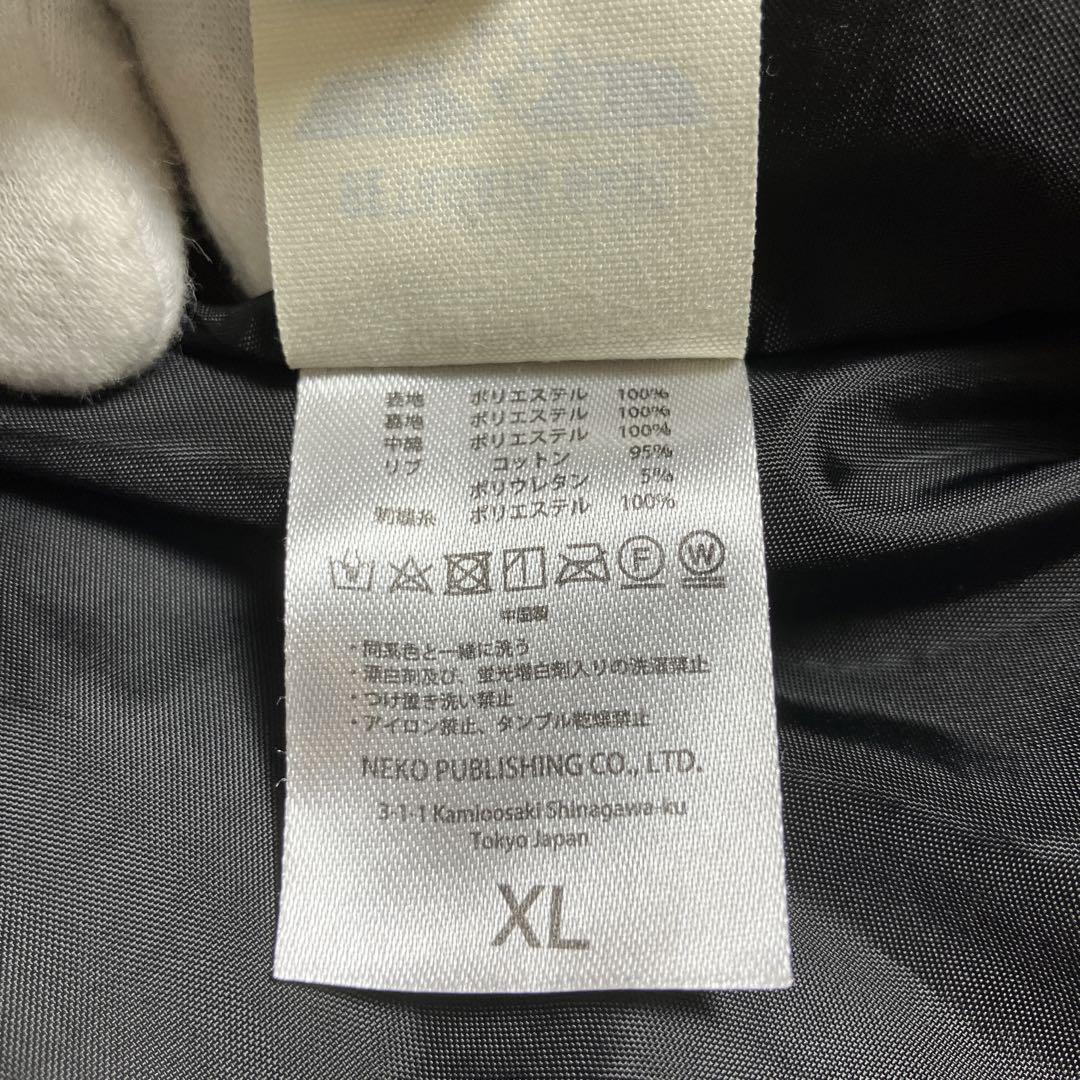 表地 ポリエステル 100%
裏地 ポリエステル 100%
中綿 ポリエステル 100%
リブ コットン 95%
ポリウレタン 5%
刺繍糸 ポリエステル 100%
F W
中国製
・同系色と一緒に洗う
・漂白剤及び、蛍光増白剤入りの洗濯禁止
・つけ置き洗い禁止
・アイロン禁止、タンブル乾燥禁止
NEKO PUBLISHING CO., LTD.
3-1-1 Kamioosaki Shinagawa-ku
Tokyo Japan
XL